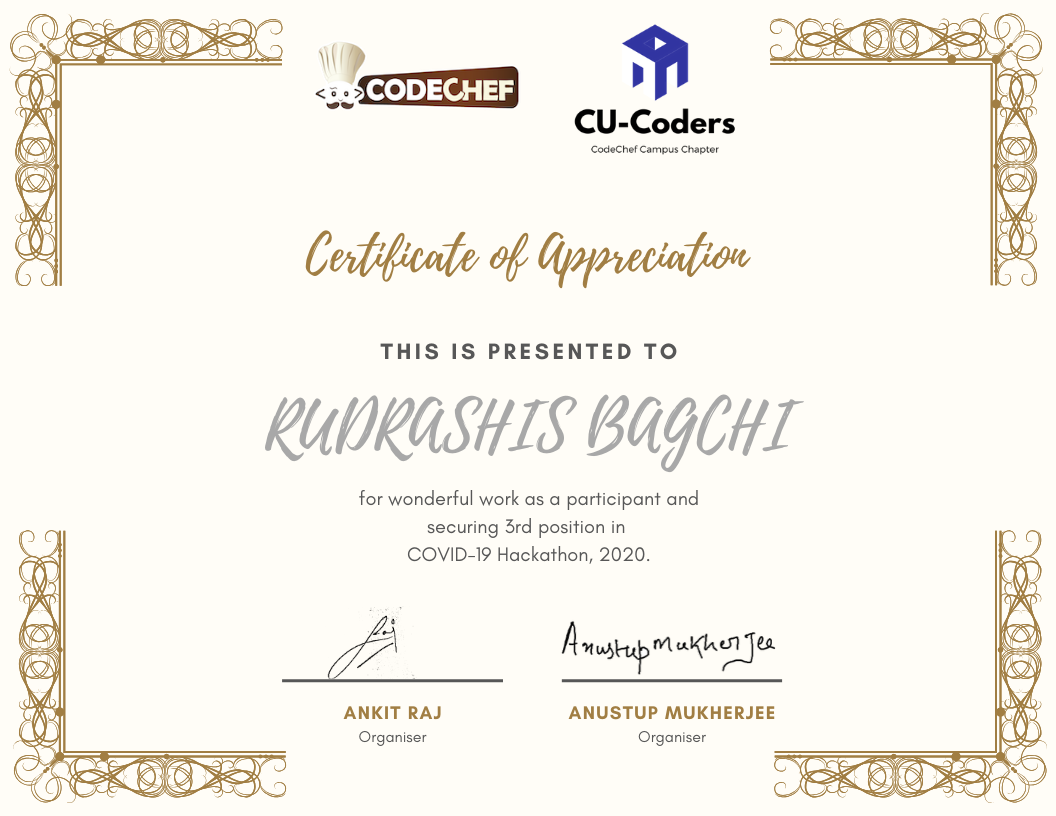 CODECHEF
CU-Coders
CodeChef Campus Chapter
Certificate of Appreciation
THIS IS PRESENTED TO
RUDRASHIS BAGCHI
for wonderful work as a participant and
securing 3rd position in
COVID-19 Hackathon, 2020.
Raj
Anustup Mukherjee
ANKIT RAJ
ANUSTUP MUKHERJEE
Organiser
Organiser